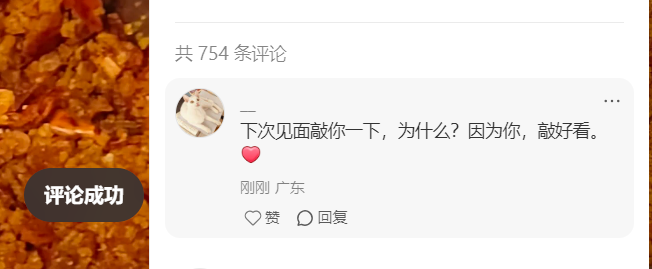 共 754 条评论
__
下次见面敲你一下，为什么？因为你，敲好看。
❤
刚刚 广东
评论成功
赞 回复